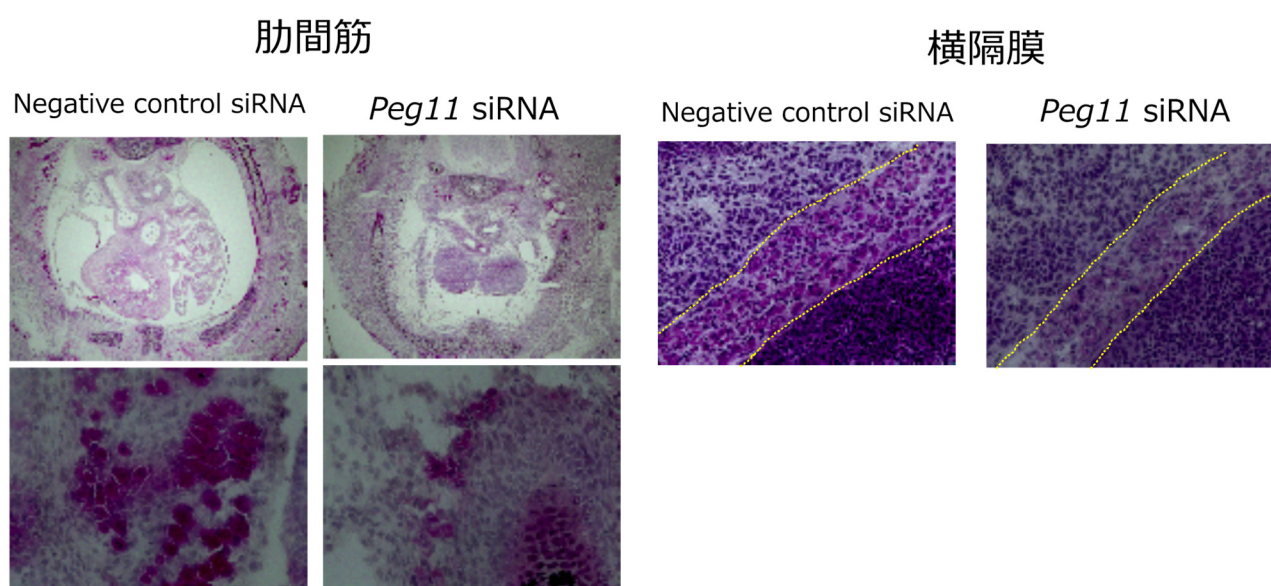 肋間筋
Negative control siRNA
Peg11 siRNA
横隔膜
Negative control siRNA
Peg11 siRNA